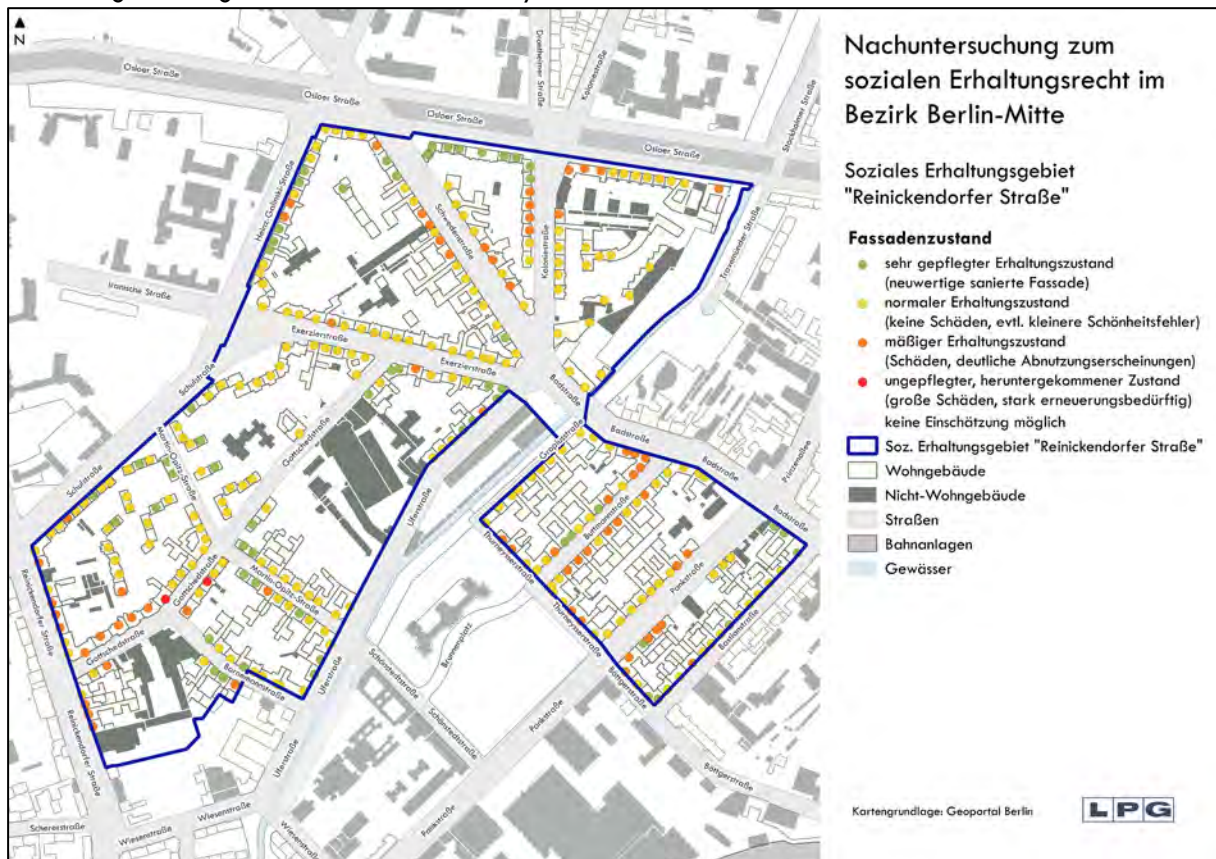 N
Nachuntersuchung zum
sozialen Erhaltungsrecht im
Bezirk Berlin-Mitte
Soziales Erhaltungsgebiet
"Reinickendorfer Straße"
Fassadenzustand
sehr gepflegter Erhaltungszustand
(neuwertige sanierte Fassade)
normaler Erhaltungszustand
(keine Schäden, evtl. kleinere Schönheitsfehler)
mäßiger Erhaltungszustand
(Schäden, deutliche Abnutzungserscheinungen)
ungepflegter, heruntergekommener Zustand
(große Schäden, stark erneuerungsbedürftig)
keine Einschätzung möglich
Soz. Erhaltungsgebiet "Reinickendorfer Straße"
Wohngebäude
Nicht-Wohngebäude
Straßen
Bahnanlagen
Gewässer
Kartengrundlage: Geoportal Berlin
LPG
Osloer Straße
Osloer Straße
Osloer Straße
Osloer Straße
Drontheimer Straße
Koloniestraße
Stockholmer Straße
Heinz-Galinski-Straße
Schwedenstraße
Koloniestraße
Travemünder Straße
Iranische Straße
Exerzierstraße
Exerzierstraße
Schulstraße
Badstraße
Gottschedstraße
Martin-Opitz-Straße
Graunstraße
Badstraße
Badstraße
Prinzenallee
Schulstraße
Uferstraße
Buttmannstraße
Badstraße
Thurneysserstraße
Pankstraße
Reinickendorfer Straße
Gottschedstraße
Martin-Opitz-Straße
Thurneysserstraße
Bastianstraße
Gottschedstraße
Brunnenplatz
Bornemannstraße
Uferstraße
Schönstedtstraße
Böttgerstraße
Reinickendorfer Straße
Schönstedtstraße
Pankstraße
Uferstraße
Böttgerstraße
Schererstraße
Wiesenstraße
Wiesenstraße
Wiesenstraße
Pankstraße